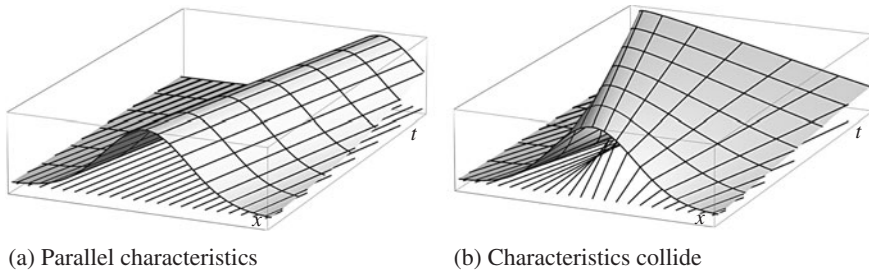 t
x
(a) Parallel characteristics
t
x
(b) Characteristics collide